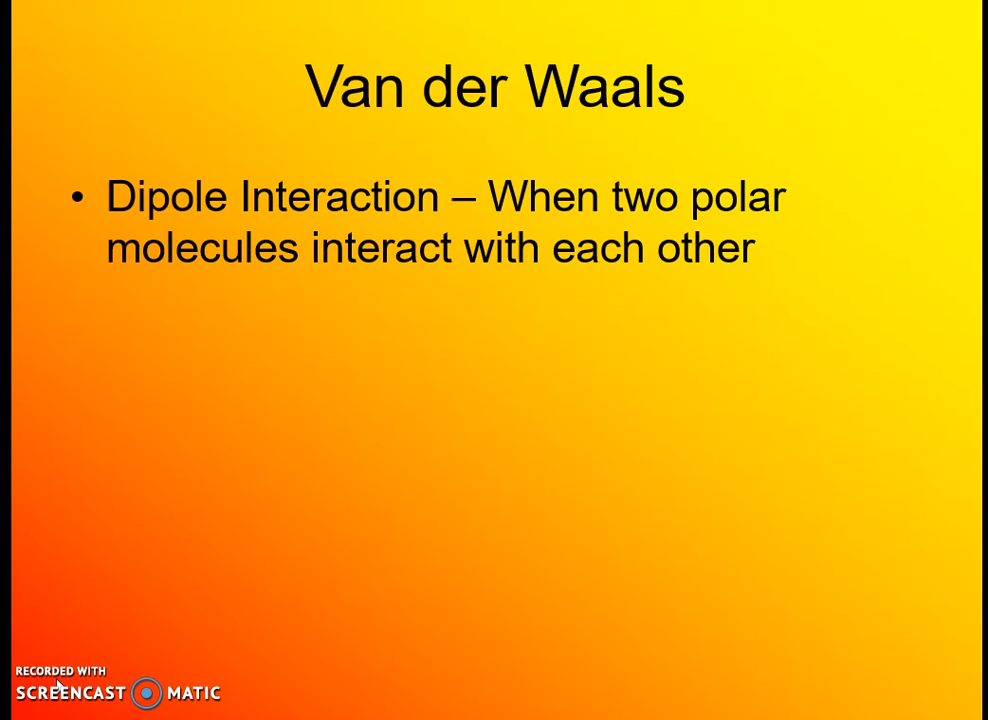 Van der Waals
• Dipole Interaction – When two polar
molecules interact with each other
RECORDED WITH
SCREENCAST MATIC